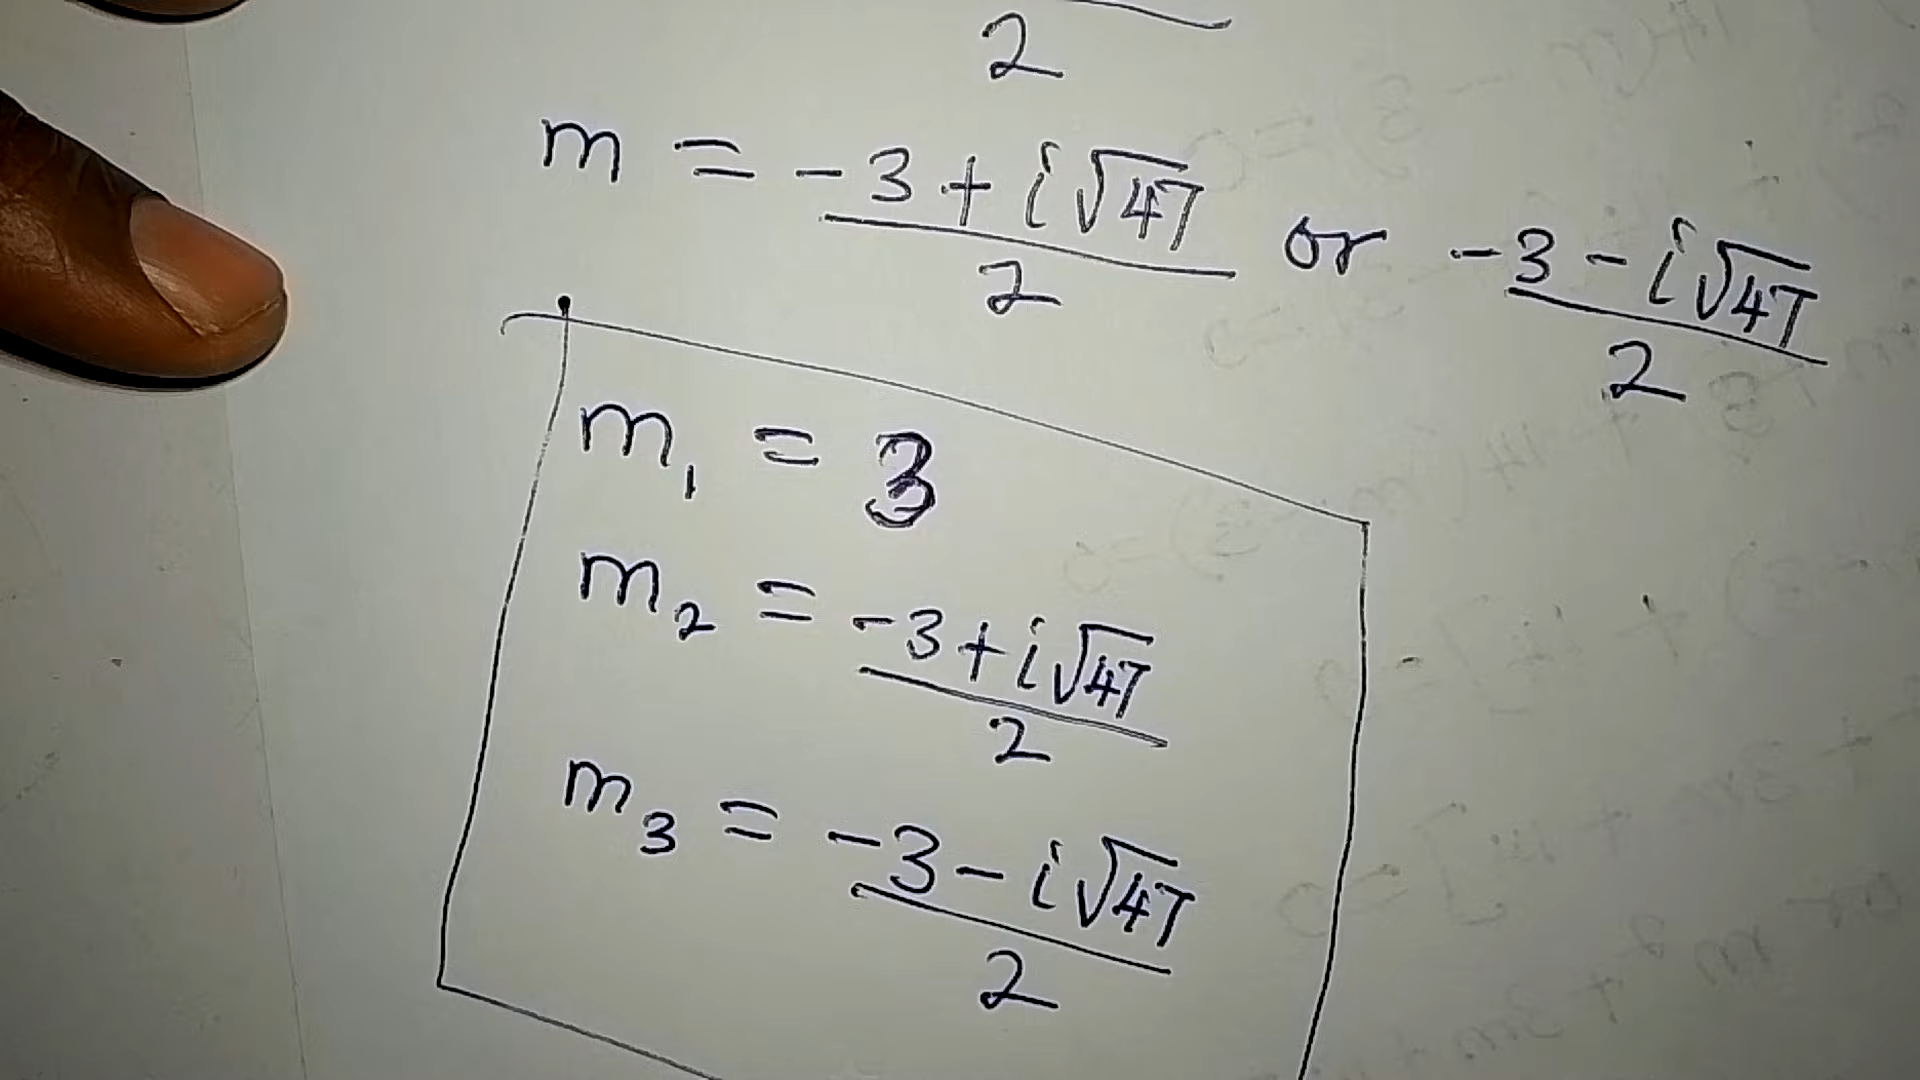 2
m = -3 + i√47 / 2 or -3 - i√47 / 2
m₁ = 3
m₂ = -3 + i√47 / 2
m₃ = -3 - i√47 / 2